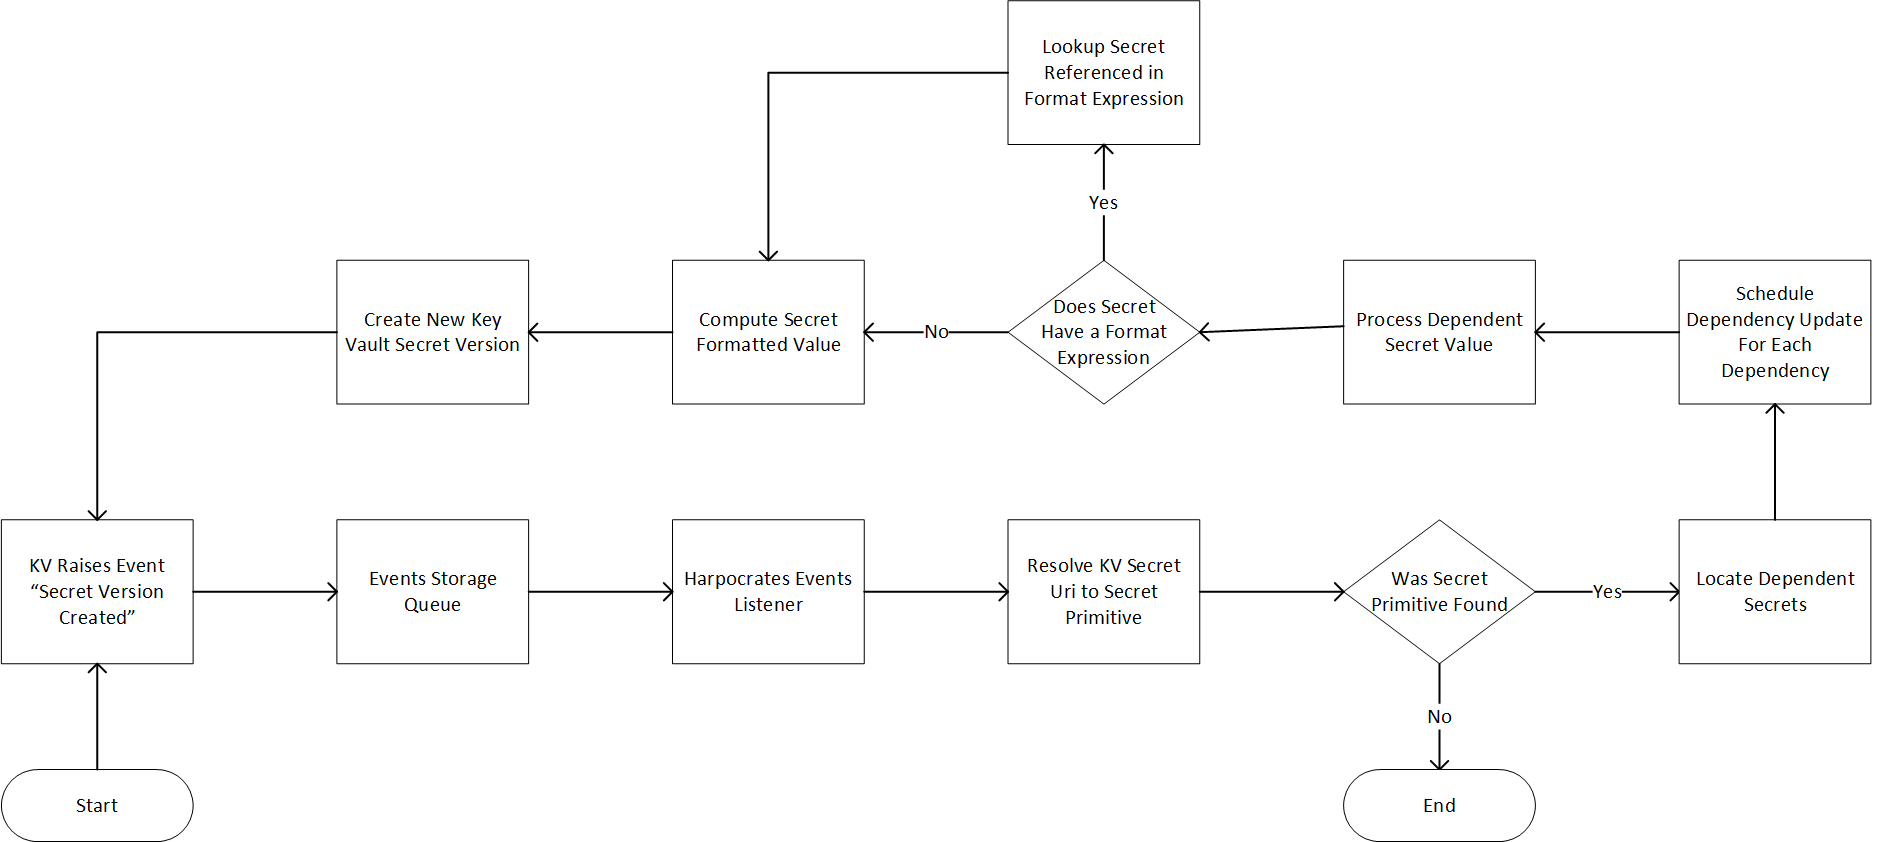 Lookup Secret
Referenced in
Format Expression
Yes
Create New Key
Vault Secret Version
Compute Secret
Formatted Value
No
Does Secret
Have a Format
Expression
Process Dependent
Secret Value
Schedule
Dependency Update
For Each
Dependency
KV Raises Event
“Secret Version
Created”
Events Storage
Queue
Harpocrates Events
Listener
Resolve KV Secret
Uri to Secret
Primitive
Was Secret
Primitive Found
Yes
Locate Dependent
Secrets
No
Start
End